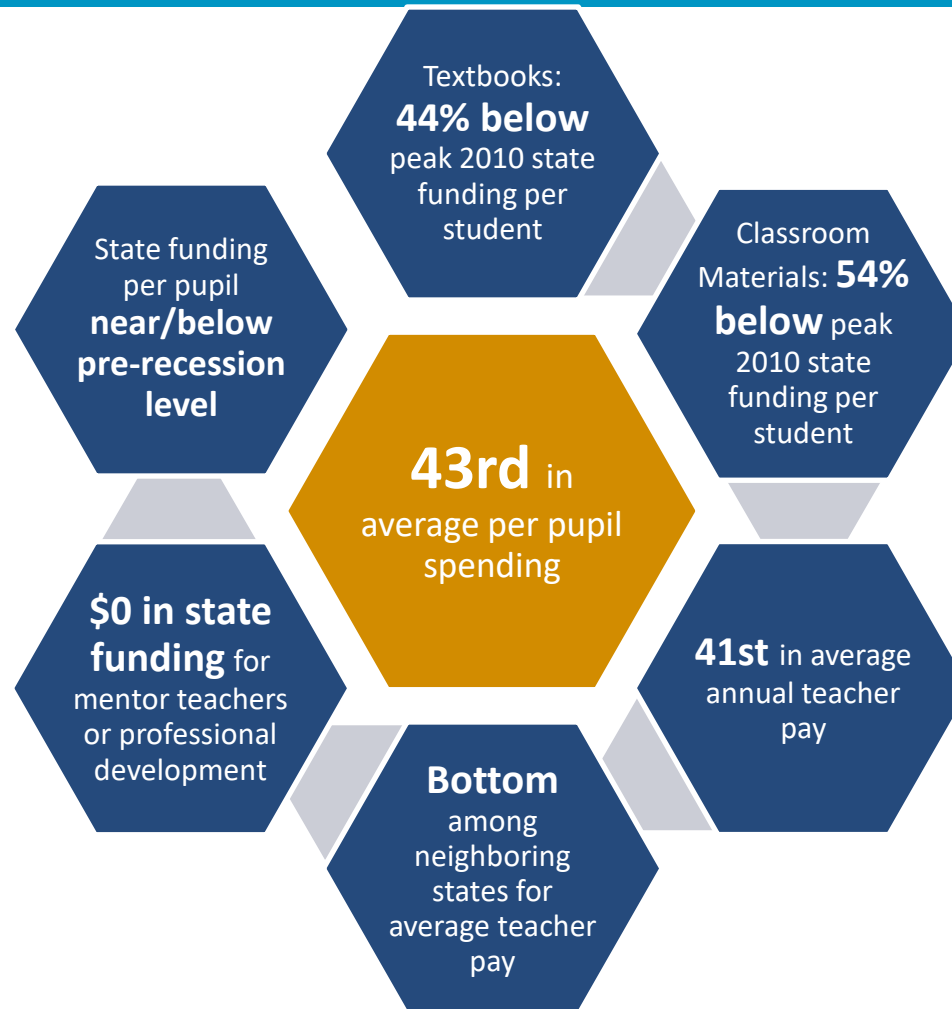 Textbooks:
44% below
peak 2010 state
funding per
student
Classroom
Materials: 54%
below peak
2010 state
funding per
student
41st in average
annual teacher
pay
Bottom
among
neighboring
states for
average teacher
pay
$0 in state
funding for
mentor teachers
or professional
development
State funding
per pupil
near/below
pre-recession
level
43rd in
average per pupil
spending